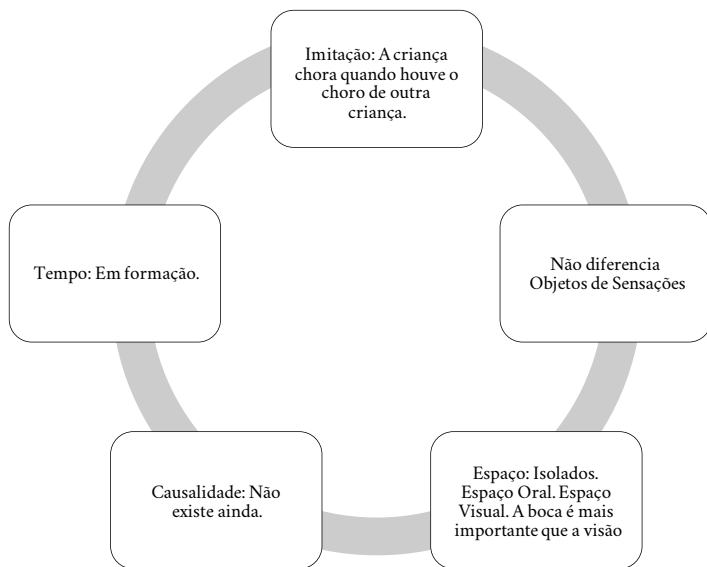 Imitação: A criança
chora quando houve o
choro de outra
criança.
Não diferencia
Objetos de Sensações
Espaço: Isolados.
Espaço Oral. Espaço
Visual. A boca é mais
importante que a visão
Causalidade: Não
existe ainda.
Tempo: Em formação.